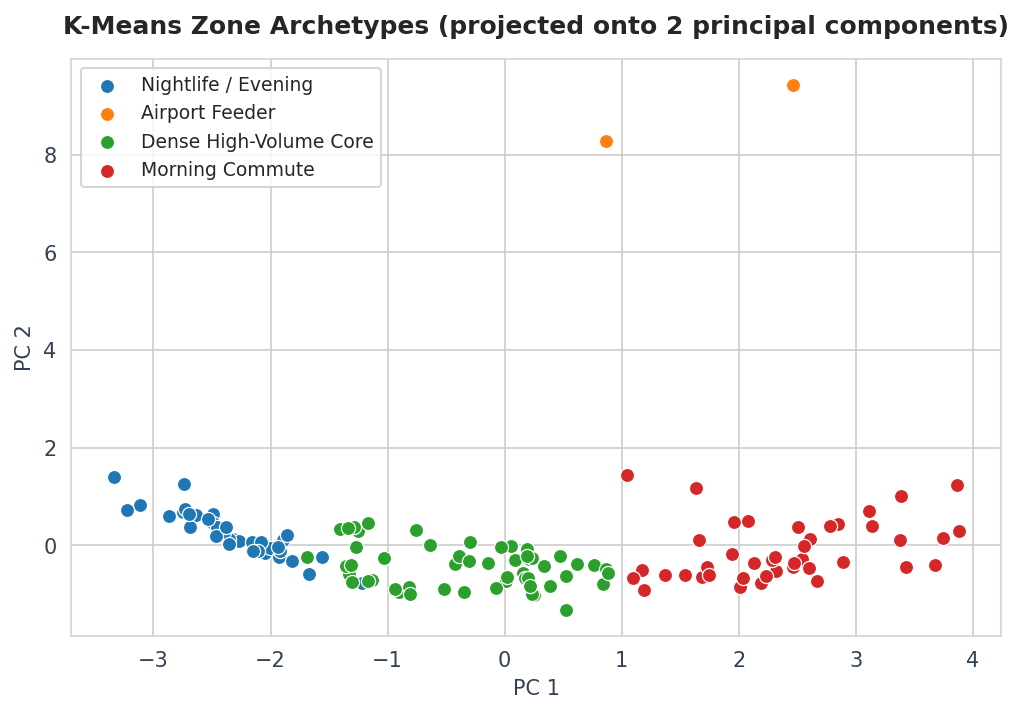 K-Means Zone Archetypes (projected onto 2 principal components)
Nightlife / Evening
Airport Feeder
Dense High-Volume Core
Morning Commute
8
6
4
2
0
PC 2
−3 −2 −1 0 1 2 3 4
PC 1